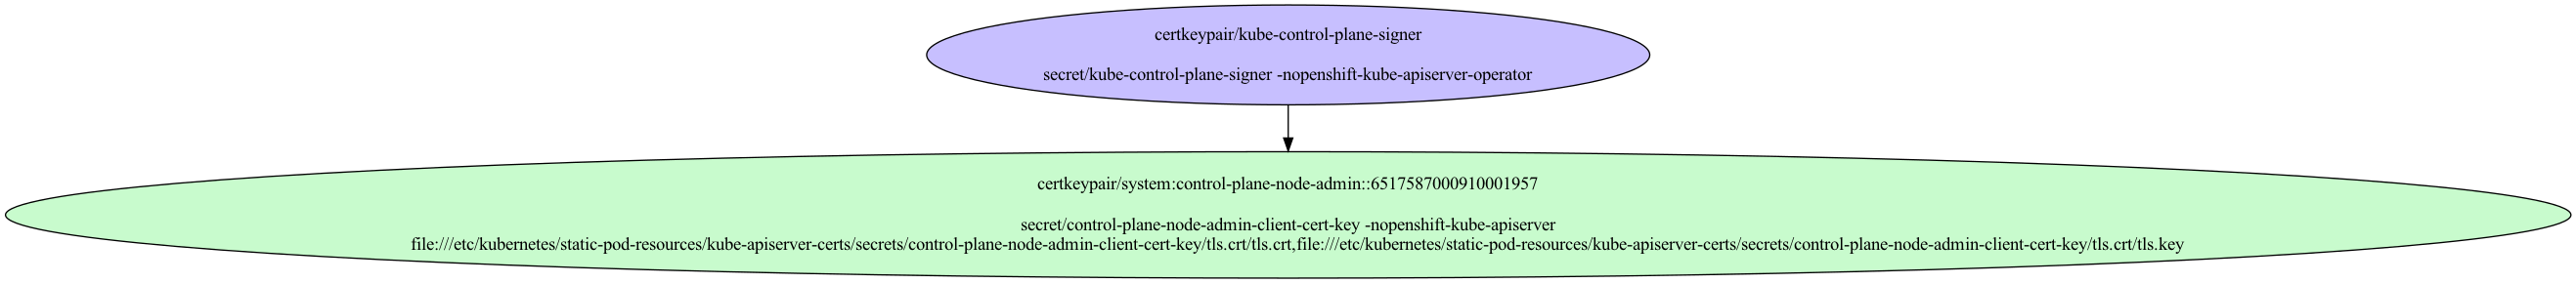 certkeypair/kube-control-plane-signer
secret/kube-control-plane-signer -nopenshift-kube-apiserver-operator
certkeypair/system:control-plane-node-admin::6517587000910001957
secret/control-plane-node-admin-client-cert-key -nopenshift-kube-apiserver
file:///etc/kubernetes/static-pod-resources/kube-apiserver-certs/secrets/control-plane-node-admin-client-cert-key/tls.crt/tls.crt,file:///etc/kubernetes/static-pod-resources/kube-apiserver-certs/secrets/control-plane-node-admin-client-cert-key/tls.crt/tls.key